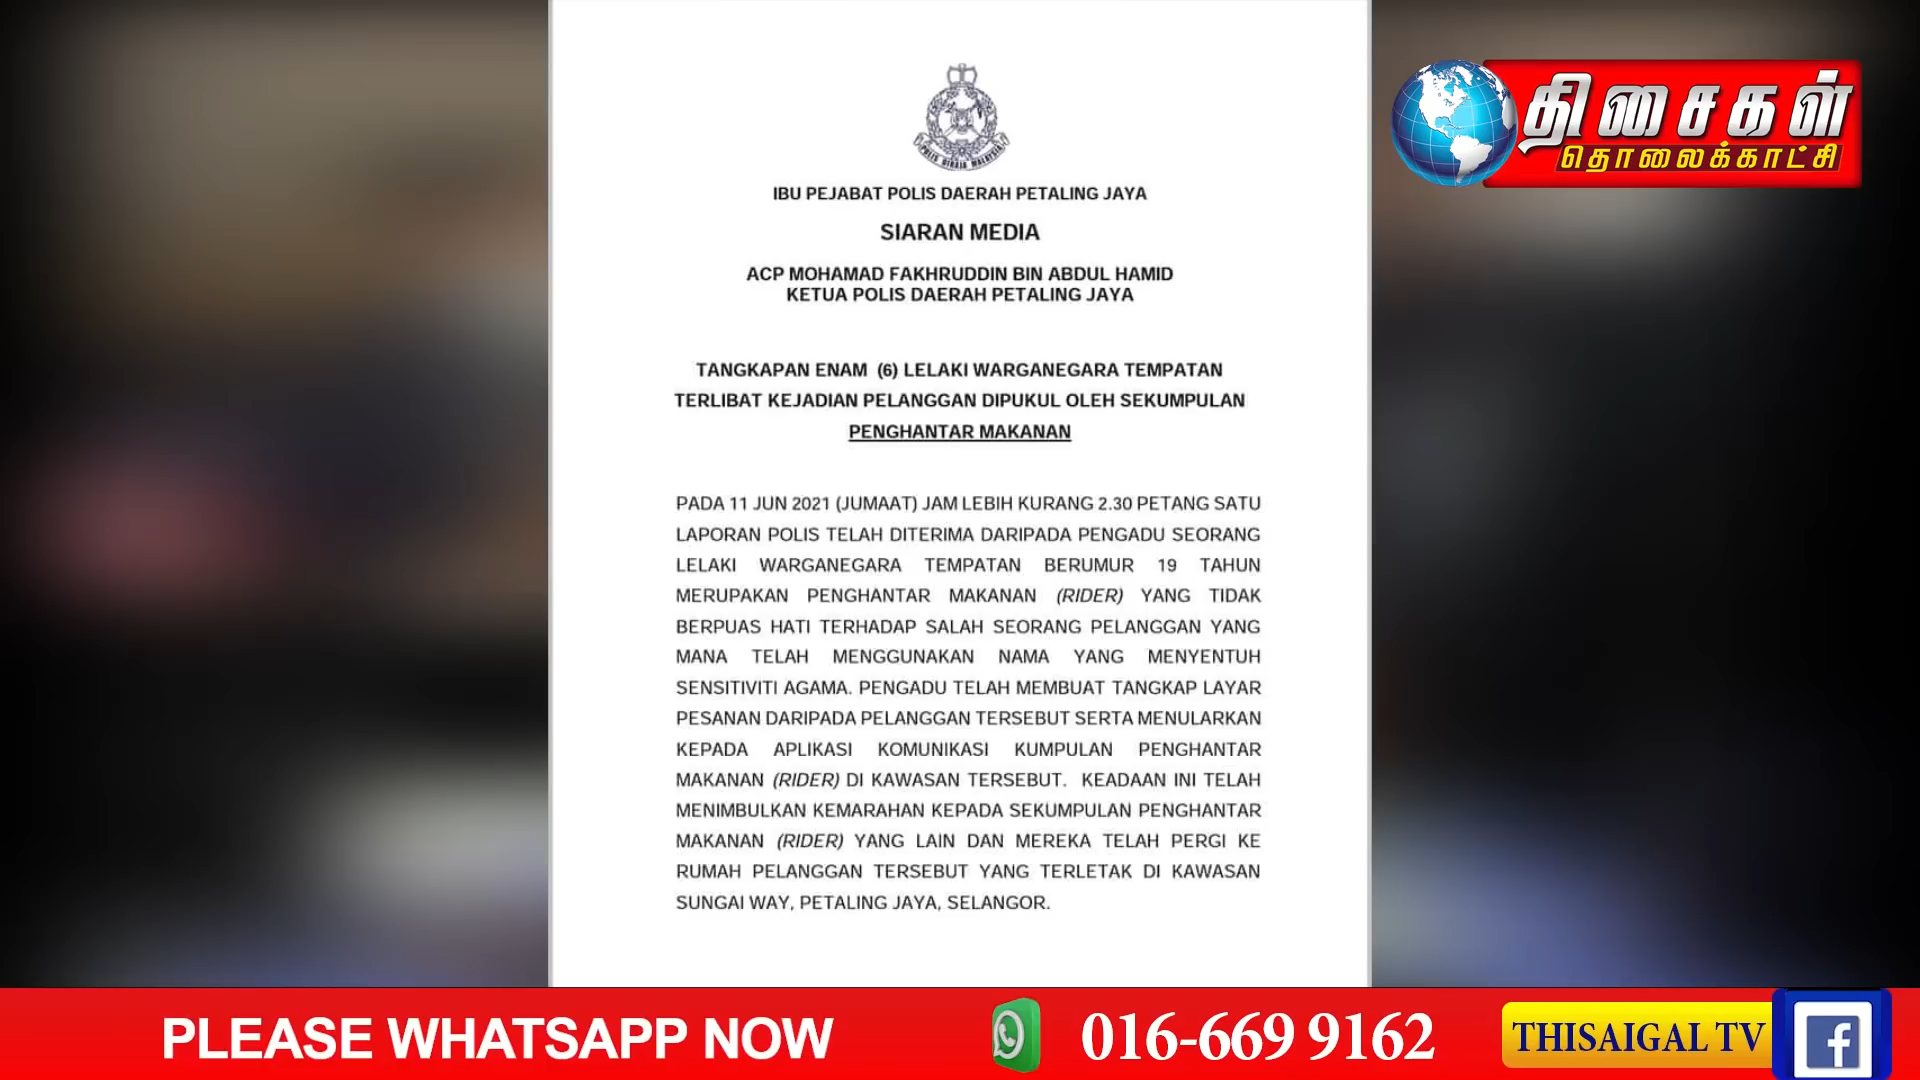 POLIS DIRAJA MALAYSIA
IBU PEJABAT POLIS DAERAH PETALING JAYA
SIARAN MEDIA
ACP MOHAMAD FAKHRUDDIN BIN ABDUL HAMID
KETUA POLIS DAERAH PETALING JAYA
TANGKAPAN ENAM (6) LELAKI WARGANEGARA TEMPATAN
TERLIBAT KEJADIAN PELANGGAN DIPUKUL OLEH SEKUMPULAN
PENGHANTAR MAKANAN
PADA 11 JUN 2021 (JUMAAT) JAM LEBIH KURANG 2.30 PETANG SATU
LAPORAN POLIS TELAH DITERIMA DARIPADA PENGADU SEORANG
LELAKI WARGANEGARA TEMPATAN BERUMUR 19 TAHUN
MERUPAKAN PENGHANTAR MAKANAN (RIDER) YANG TIDAK
BERPUAS HATI TERHADAP SALAH SEORANG PELANGGAN YANG
MANA TELAH MENGGUNAKAN NAMA YANG MENYENTUH
SENSITIVITI AGAMA. PENGADU TELAH MEMBUAT TANGKAP LAYAR
PESANAN DARIPADA PELANGGAN TERSEBUT SERTA MENULARKAN
KEPADA APLIKASI KOMUNIKASI KUMPULAN PENGHANTAR
MAKANAN (RIDER) DI KAWASAN TERSEBUT. KEADAAN INI TELAH
MENIMBULKAN KEMARAHAN KEPADA SEKUMPULAN PENGHANTAR
MAKANAN (RIDER) YANG LAIN DAN MEREKA TELAH PERGI KE
RUMAH PELANGGAN TERSEBUT YANG TERLETAK DI KAWASAN
SUNGAI WAY, PETALING JAYA, SELANGOR.
திசைகள்
தொலைக்காட்சி
PLEASE WHATSAPP NOW
016-669 9162
THISAIGAL TV